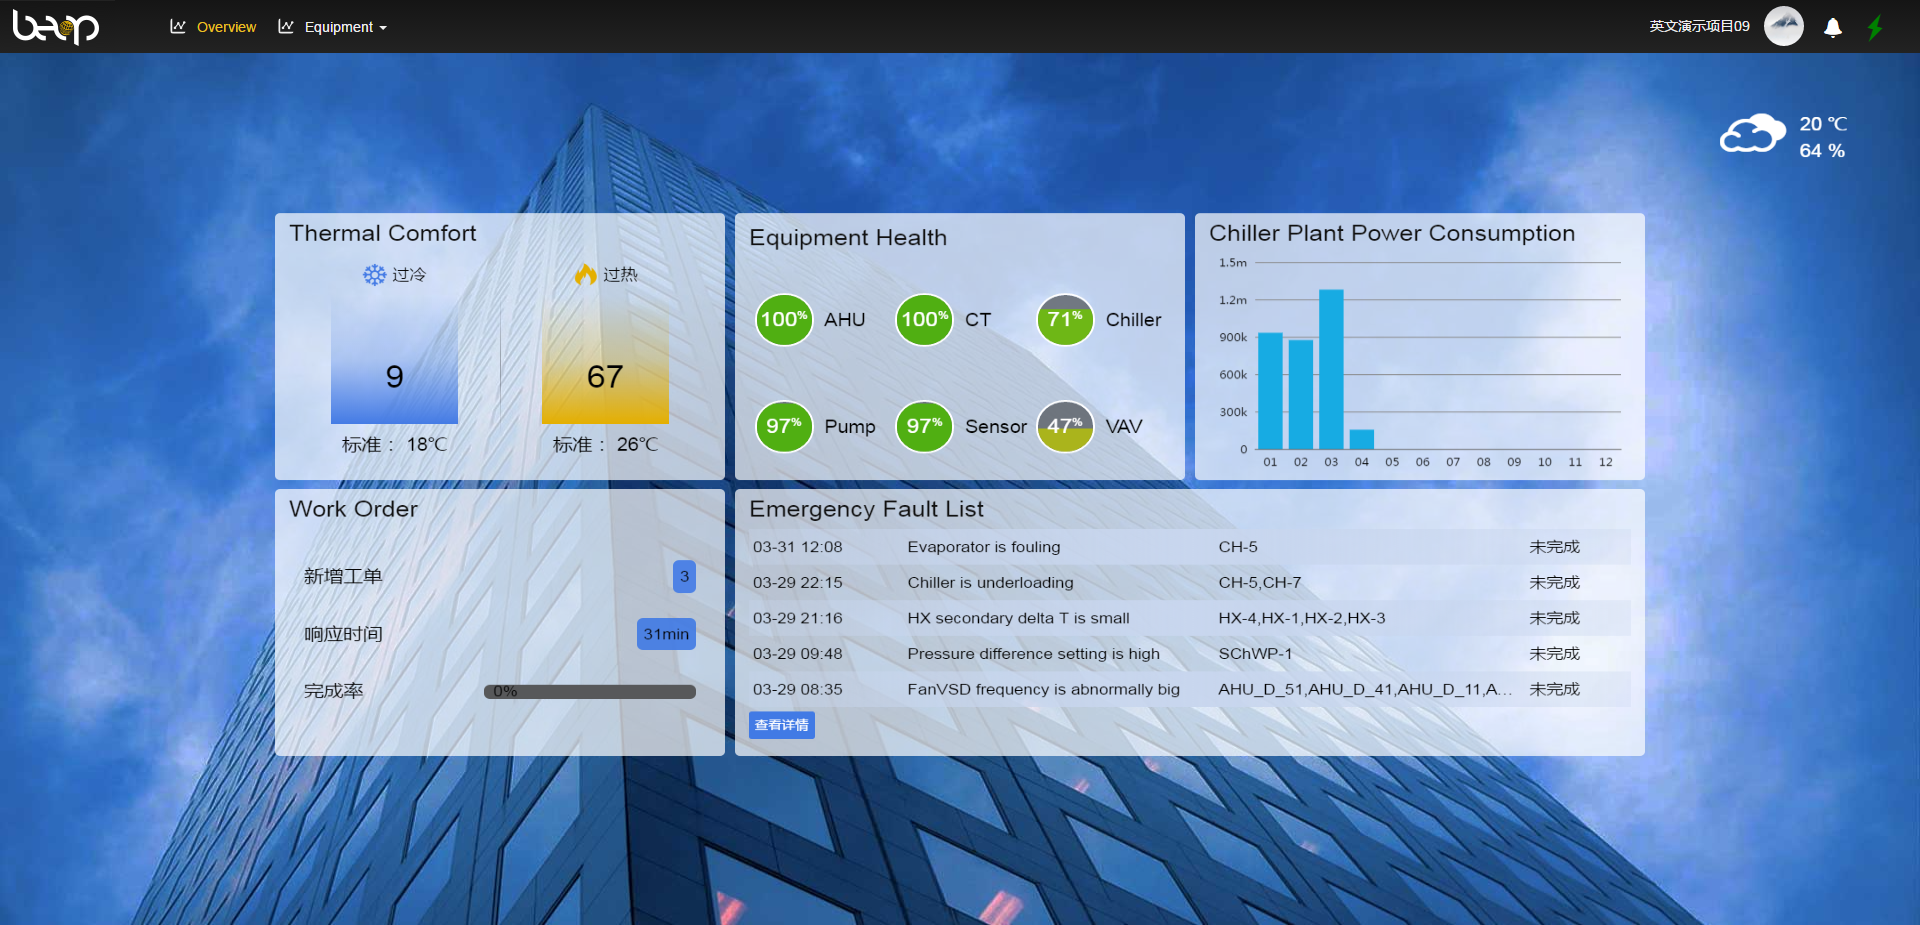 beop
Overview
Equipment
英文演示项目09
20 ℃
64 %
Thermal Comfort
过冷
过热
9
67
标准： 18℃
标准： 26℃
Equipment Health
100% AHU
100% CT
71% Chiller
97% Pump
97% Sensor
47% VAV
Chiller Plant Power Consumption
1.5m
1.2m
900k
600k
300k
0
01 02 03 04 05 06 07 08 09 10 11 12
Work Order
新增工单 3
响应时间 31min
完成率 0%
Emergency Fault List
03-31 12:08 Evaporator is fouling CH-5 未完成
03-29 22:15 Chiller is underloading CH-5,CH-7 未完成
03-29 21:16 HX secondary delta T is small HX-4,HX-1,HX-2,HX-3 未完成
03-29 09:48 Pressure difference setting is high SChWP-1 未完成
03-29 08:35 FanVSD frequency is abnormally big AHU_D_51,AHU_D_41,AHU_D_11,A... 未完成
查看详情